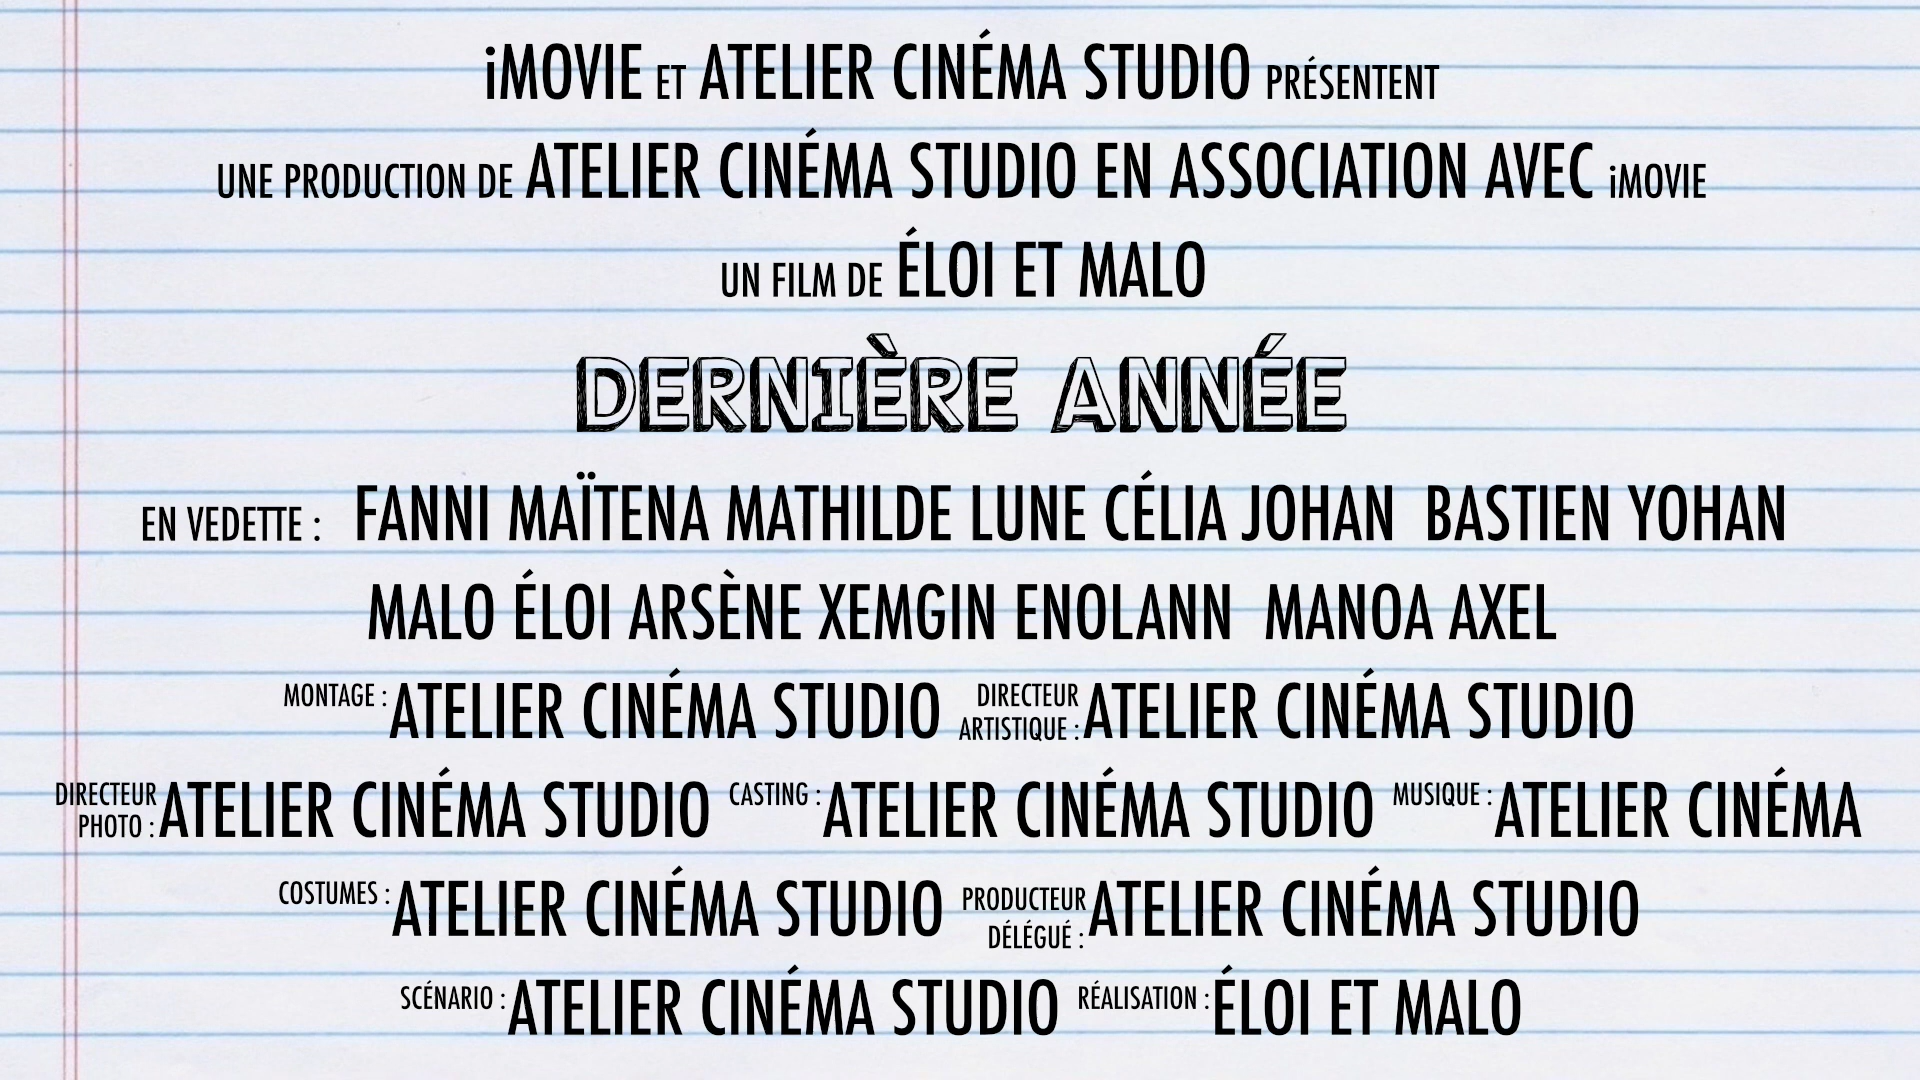 iMOVIE ET ATELIER CINÉMA STUDIO PRÉSENTENT
UNE PRODUCTION DE ATELIER CINÉMA STUDIO EN ASSOCIATION AVEC iMOVIE
UN FILM DE ÉLOI ET MALO
DERNIÈRE ANNÉE
EN VEDETTE : FANNI MAÏTENA MATHILDE LUNE CÉLIA JOHAN BASTIEN YOHAN
MALO ÉLOI ARSÈNE XEMGIN ENOLANN MANOA AXEL
MONTAGE : ATELIER CINÉMA STUDIO DIRECTEUR ARTISTIQUE : ATELIER CINÉMA STUDIO
DIRECTEUR PHOTO : ATELIER CINÉMA STUDIO CASTING : ATELIER CINÉMA STUDIO MUSIQUE : ATELIER CINÉMA
COSTUMES : ATELIER CINÉMA STUDIO PRODUCTEUR DÉLÉGUÉ : ATELIER CINÉMA STUDIO
SCÉNARIO : ATELIER CINÉMA STUDIO RÉALISATION : ÉLOI ET MALO